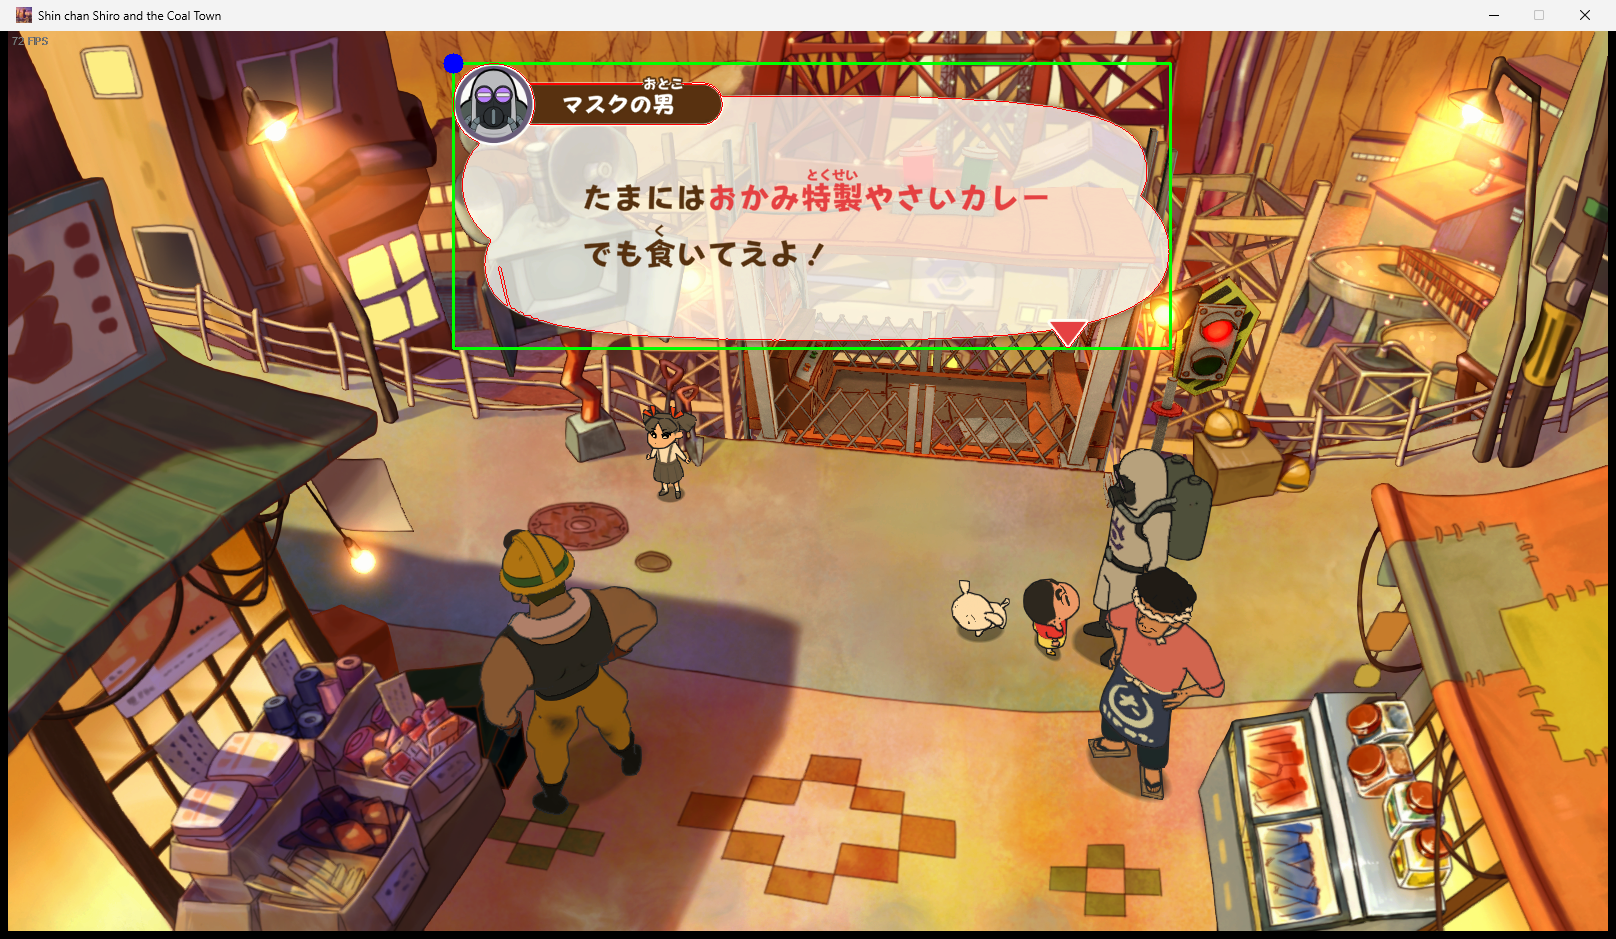 Shin chan Shiro and the Coal Town
72 FPS
おとこ
マスクの男
とくせい
たまにはおかみ特製やさいカレー
く
でも食いてえよ！